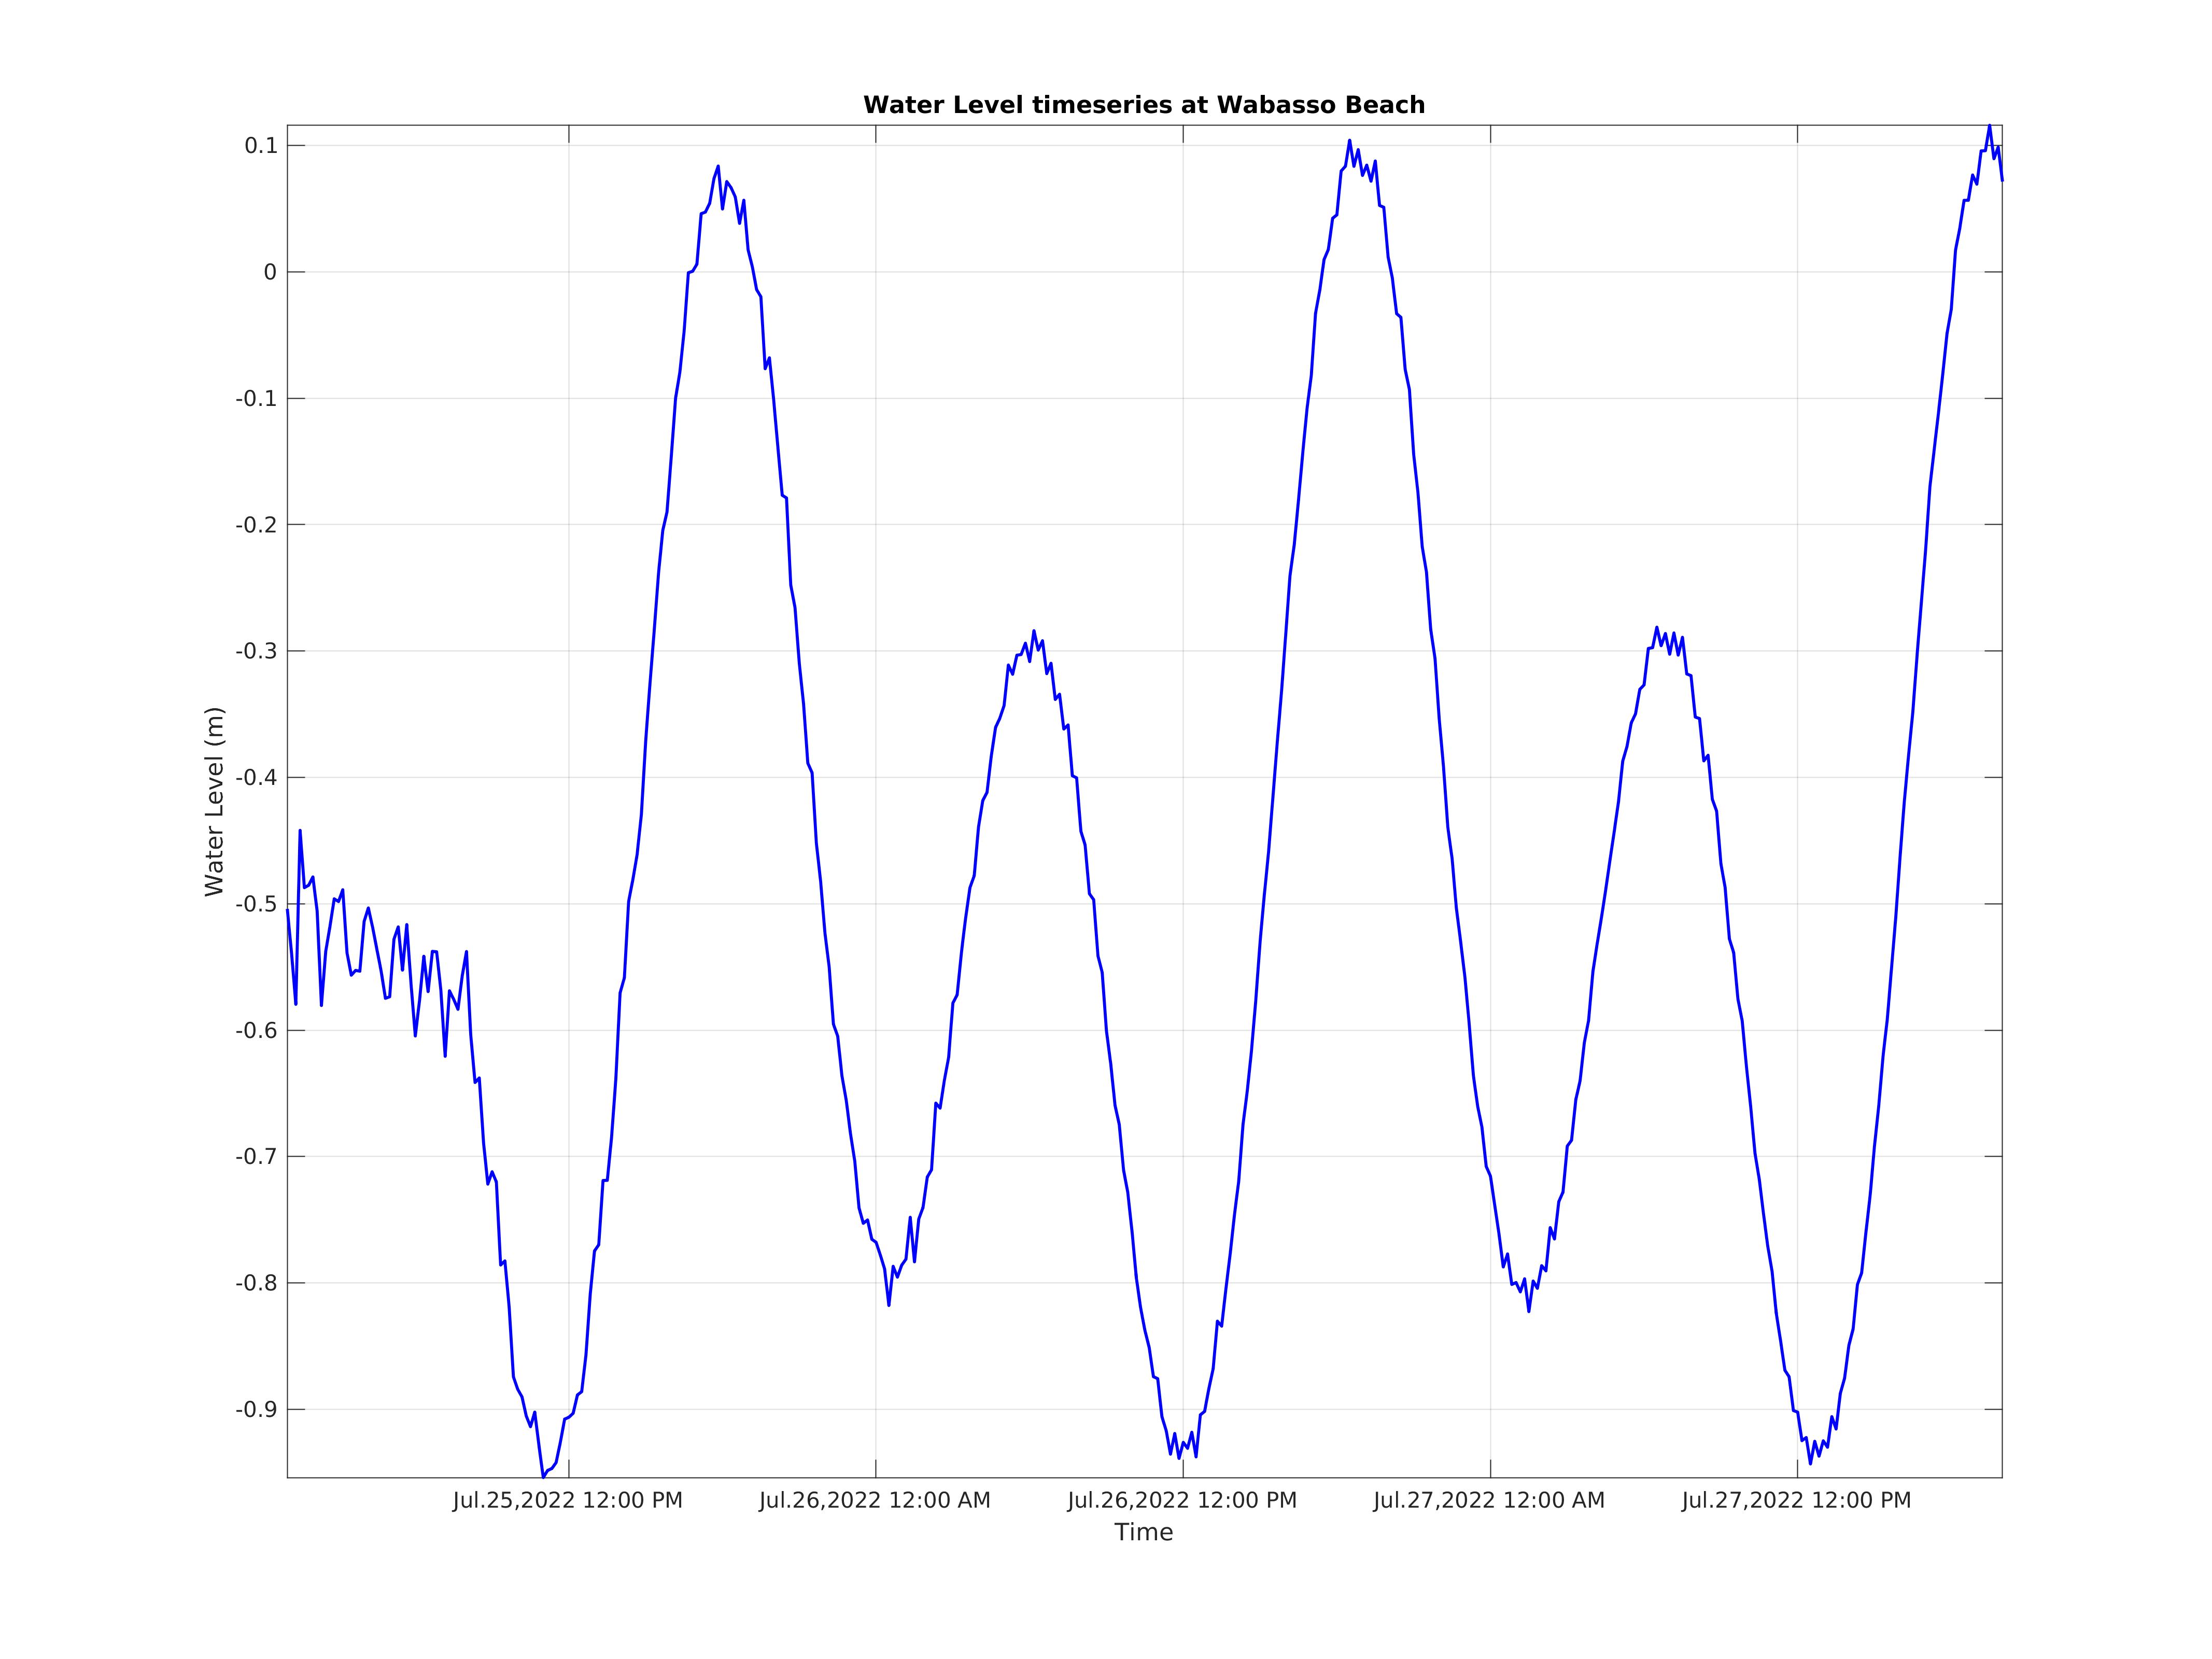 Water Level timeseries at Wabasso Beach
0.1
0
-0.1
-0.2
-0.3
-0.4
-0.5
-0.6
-0.7
-0.8
-0.9
Water Level (m)
Jul.25,2022 12:00 PM
Jul.26,2022 12:00 AM
Jul.26,2022 12:00 PM
Jul.27,2022 12:00 AM
Jul.27,2022 12:00 PM
Time